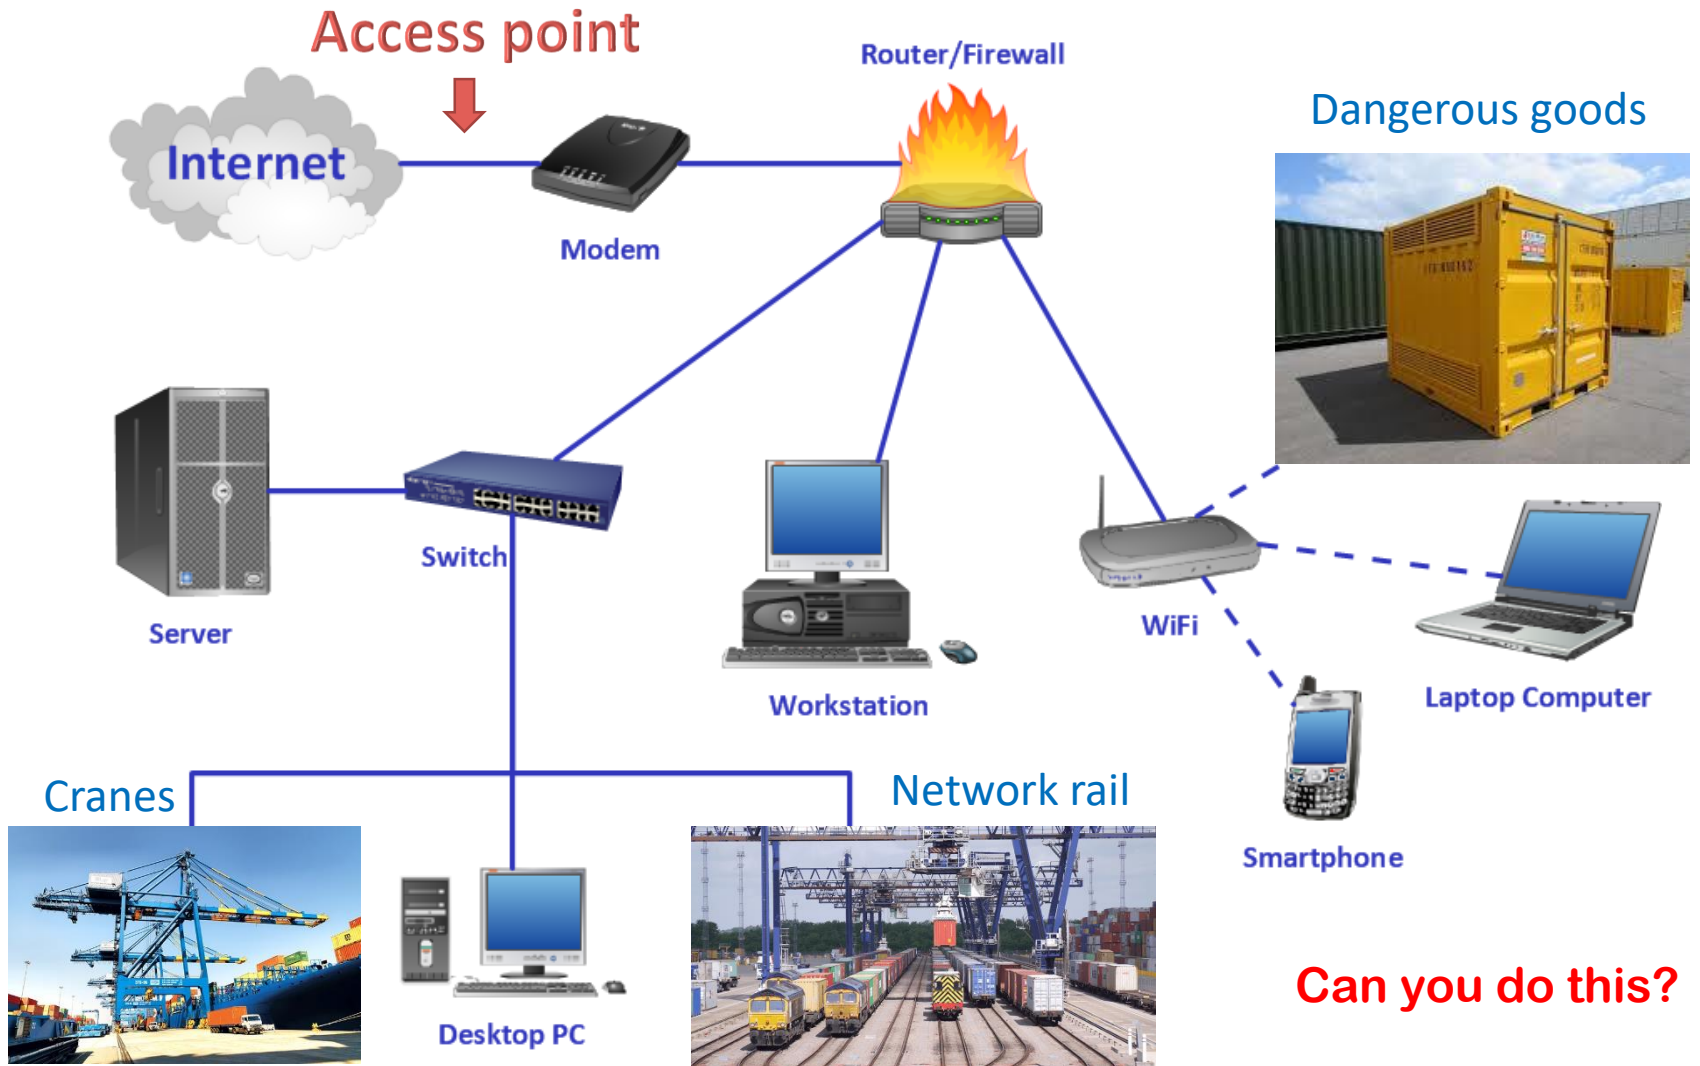 Access point
Router/Firewall
Dangerous goods
Internet
Modem
Switch
Server
WiFi
Workstation
Laptop Computer
Cranes
Network rail
Smartphone
Can you do this?
Desktop PC